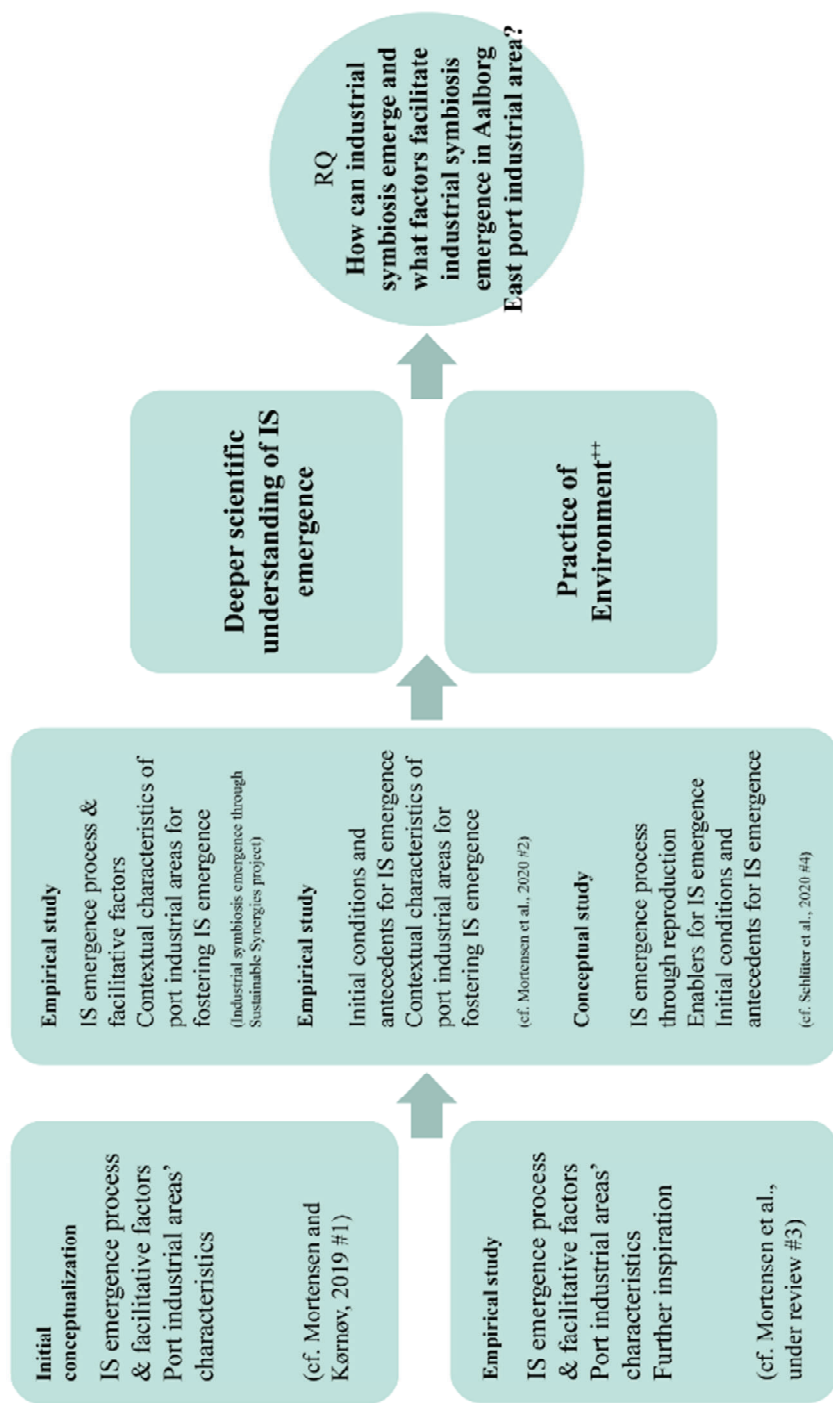 Initial
conceptualization
IS emergence process
& facilitative factors
Port industrial areas’
characteristics
(cf. Mortensen and
Kørnøv, 2019 #1)
Empirical study
IS emergence process
& facilitative factors
Port industrial areas’
characteristics
Further inspiration
(cf. Mortensen et al.,
under review #3)
Empirical study
IS emergence process &
facilitative factors
Contextual characteristics of
port industrial areas for
fostering IS emergence
(Industrial symbiosis emergence through
Sustainable Synergies project)
Empirical study
Initial conditions and
antecedents for IS emergence
Contextual characteristics of
port industrial areas for
fostering IS emergence
(cf. Mortensen et al., 2020 #2)
Conceptual study
IS emergence process
through reproduction
Enablers for IS emergence
Initial conditions and
antecedents for IS emergence
(cf. Schlüter et al., 2020 #4)
Deeper scientific
understanding of IS
emergence
Practice of
Environment++
RQ
How can industrial
symbiosis emerge and
what factors facilitate
industrial symbiosis
emergence in Aalborg
East port industrial area?